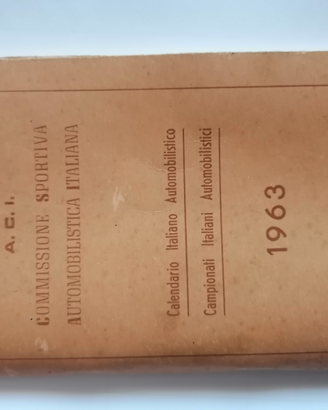 A. C. I.
COMMISSIONE SPORTIVA
AUTOMOBILISTICA ITALIANA
Calendario Italiano Automobilistico
Campionati Italiani Automobilistici
1963